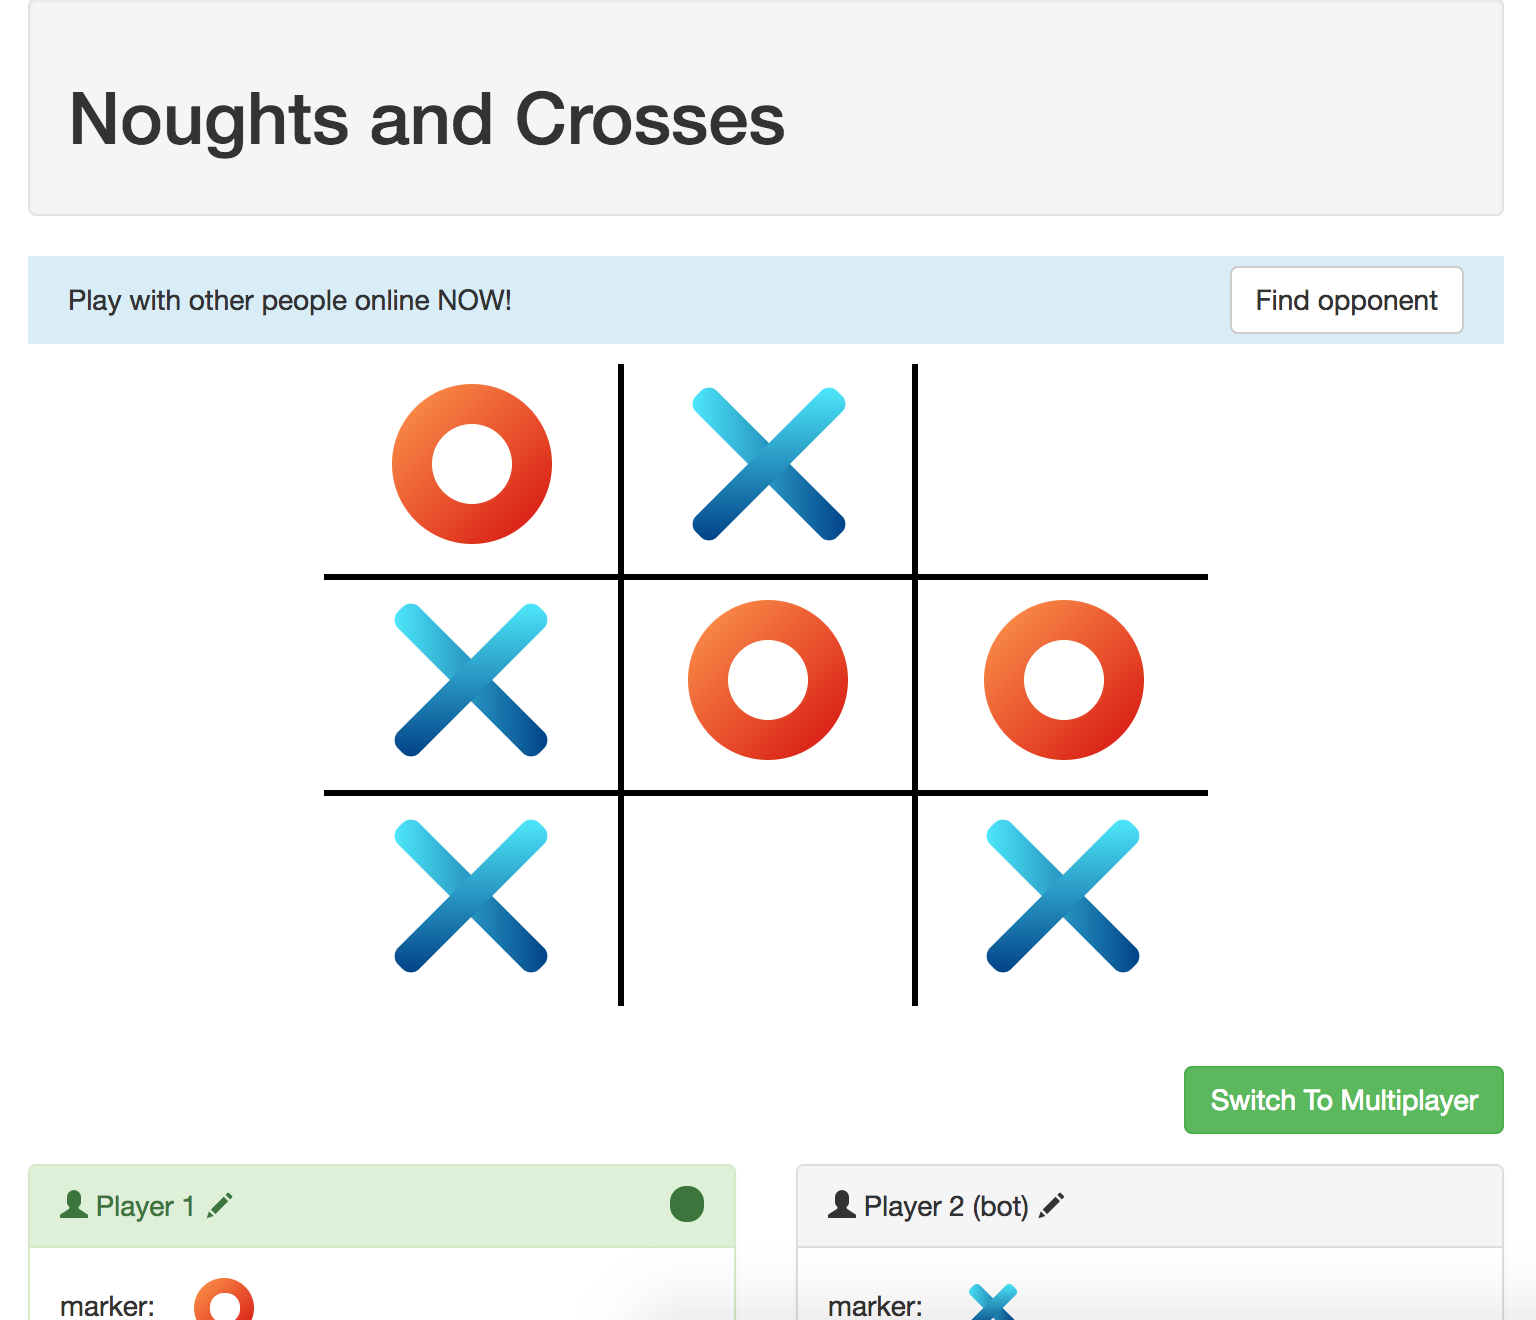 Noughts and Crosses
Play with other people online NOW!
Find opponent
Switch To Multiplayer
Player 1
Player 2 (bot)
marker:
marker: